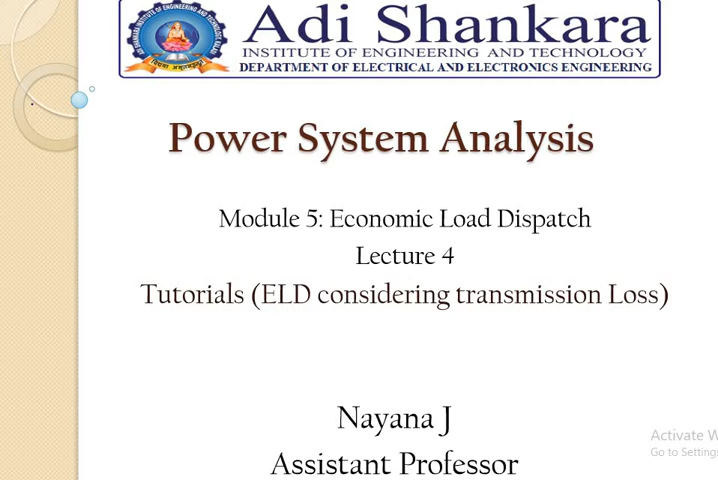 Adi Shankara
INSTITUTE OF ENGINEERING AND TECHNOLOGY
DEPARTMENT OF ELECTRICAL AND ELECTRONICS ENGINEERING
Power System Analysis
Module 5: Economic Load Dispatch
Lecture 4
Tutorials (ELD considering transmission Loss)
Nayana J
Assistant Professor
Activate W
Go to Settings